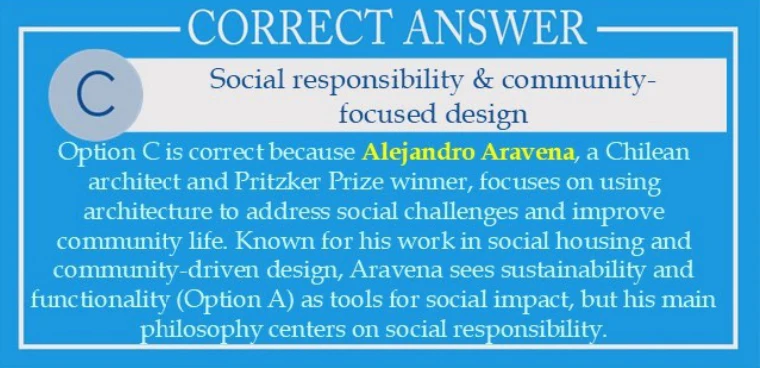 CORRECT ANSWER
C
Social responsibility & community-
focused design
Option C is correct because Alejandro Aravena, a Chilean
architect and Pritzker Prize winner, focuses on using
architecture to address social challenges and improve
community life. Known for his work in social housing and
community-driven design, Aravena sees sustainability and
functionality (Option A) as tools for social impact, but his main
philosophy centers on social responsibility.